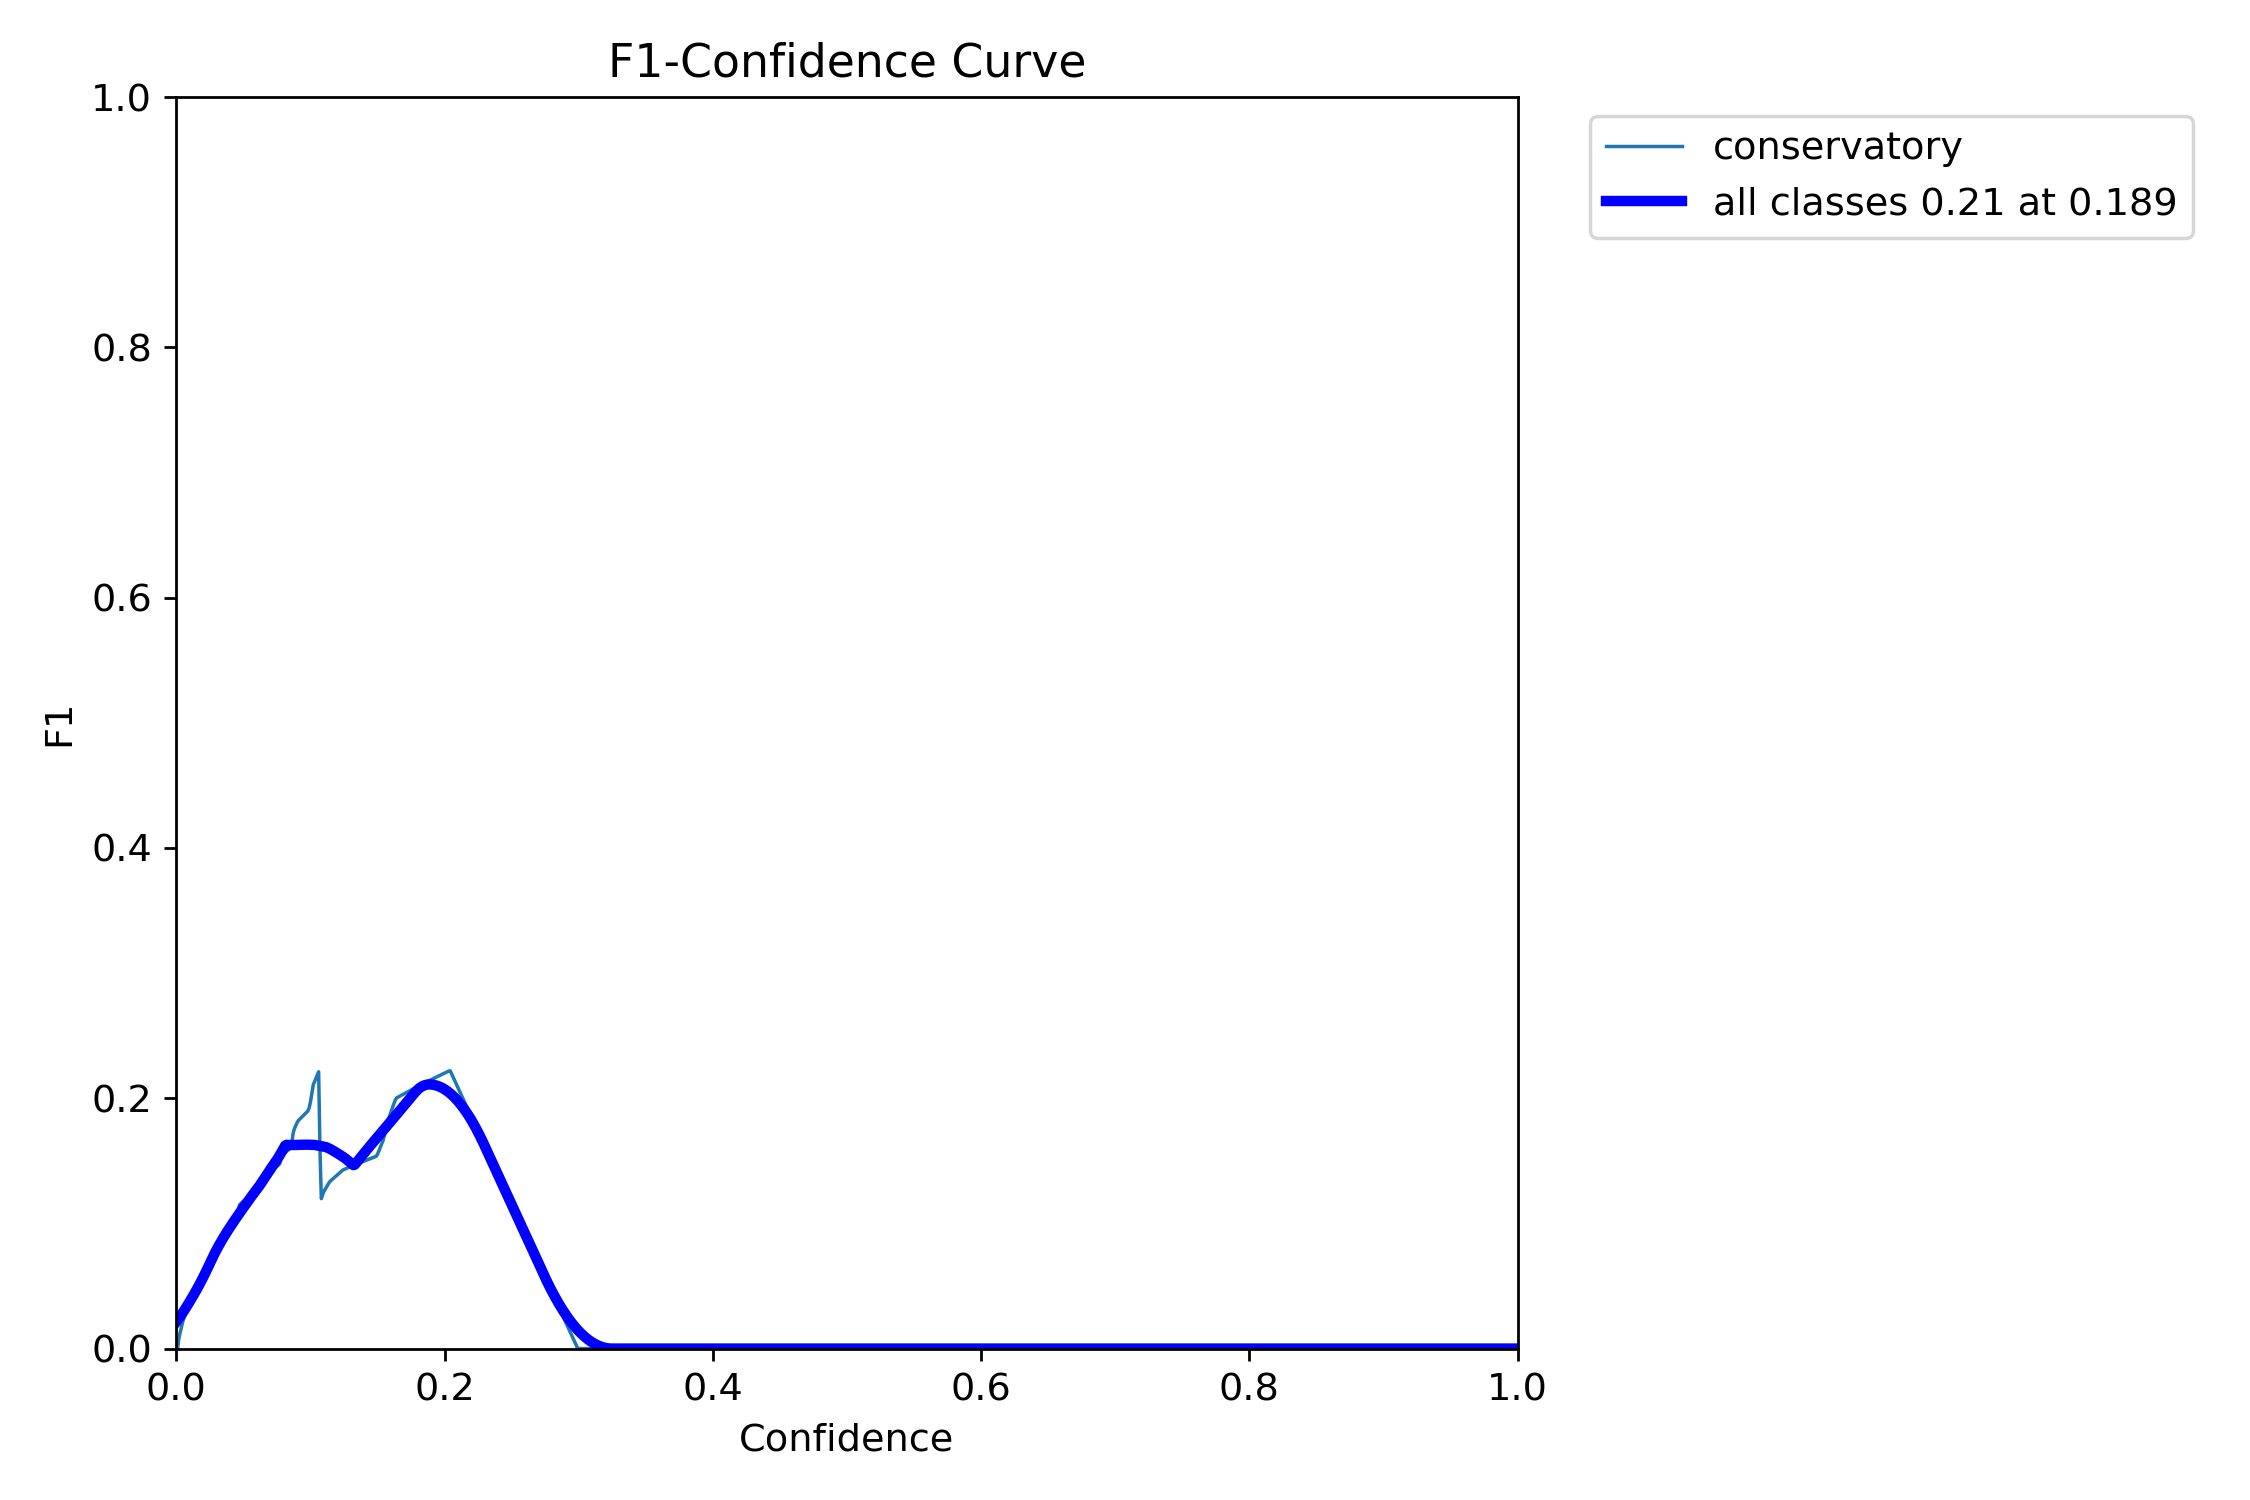 F1-Confidence Curve
1.0
0.8
0.6
0.4
0.2
0.0
F1
0.0 0.2 0.4 0.6 0.8 1.0
Confidence
conservatory
all classes 0.21 at 0.189